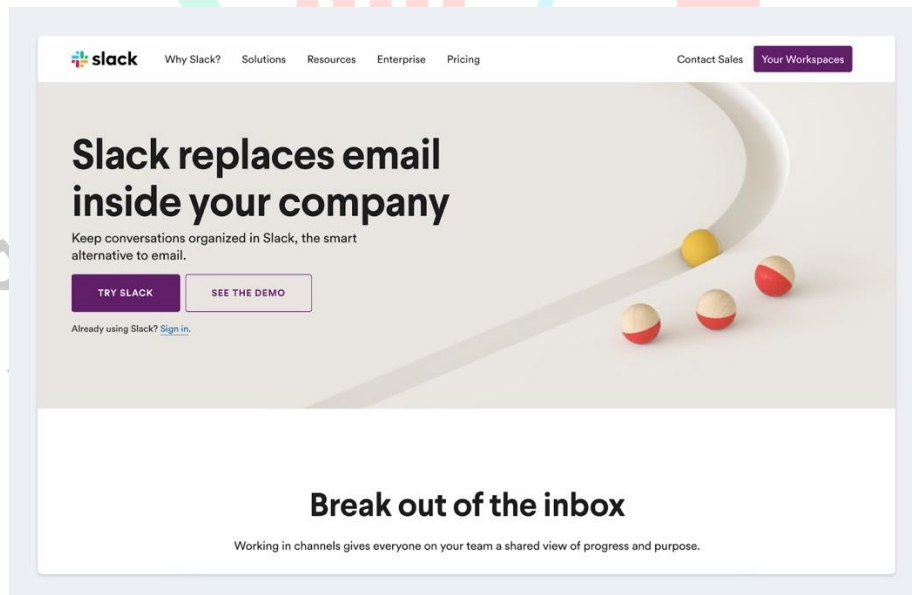 slack
Why Slack? Solutions Resources Enterprise Pricing
Contact Sales Your Workspaces
Slack replaces email
inside your company
Keep conversations organized in Slack, the smart
alternative to email.
TRY SLACK SEE THE DEMO
Already using Slack? Sign in.
Break out of the inbox
Working in channels gives everyone on your team a shared view of progress and purpose.